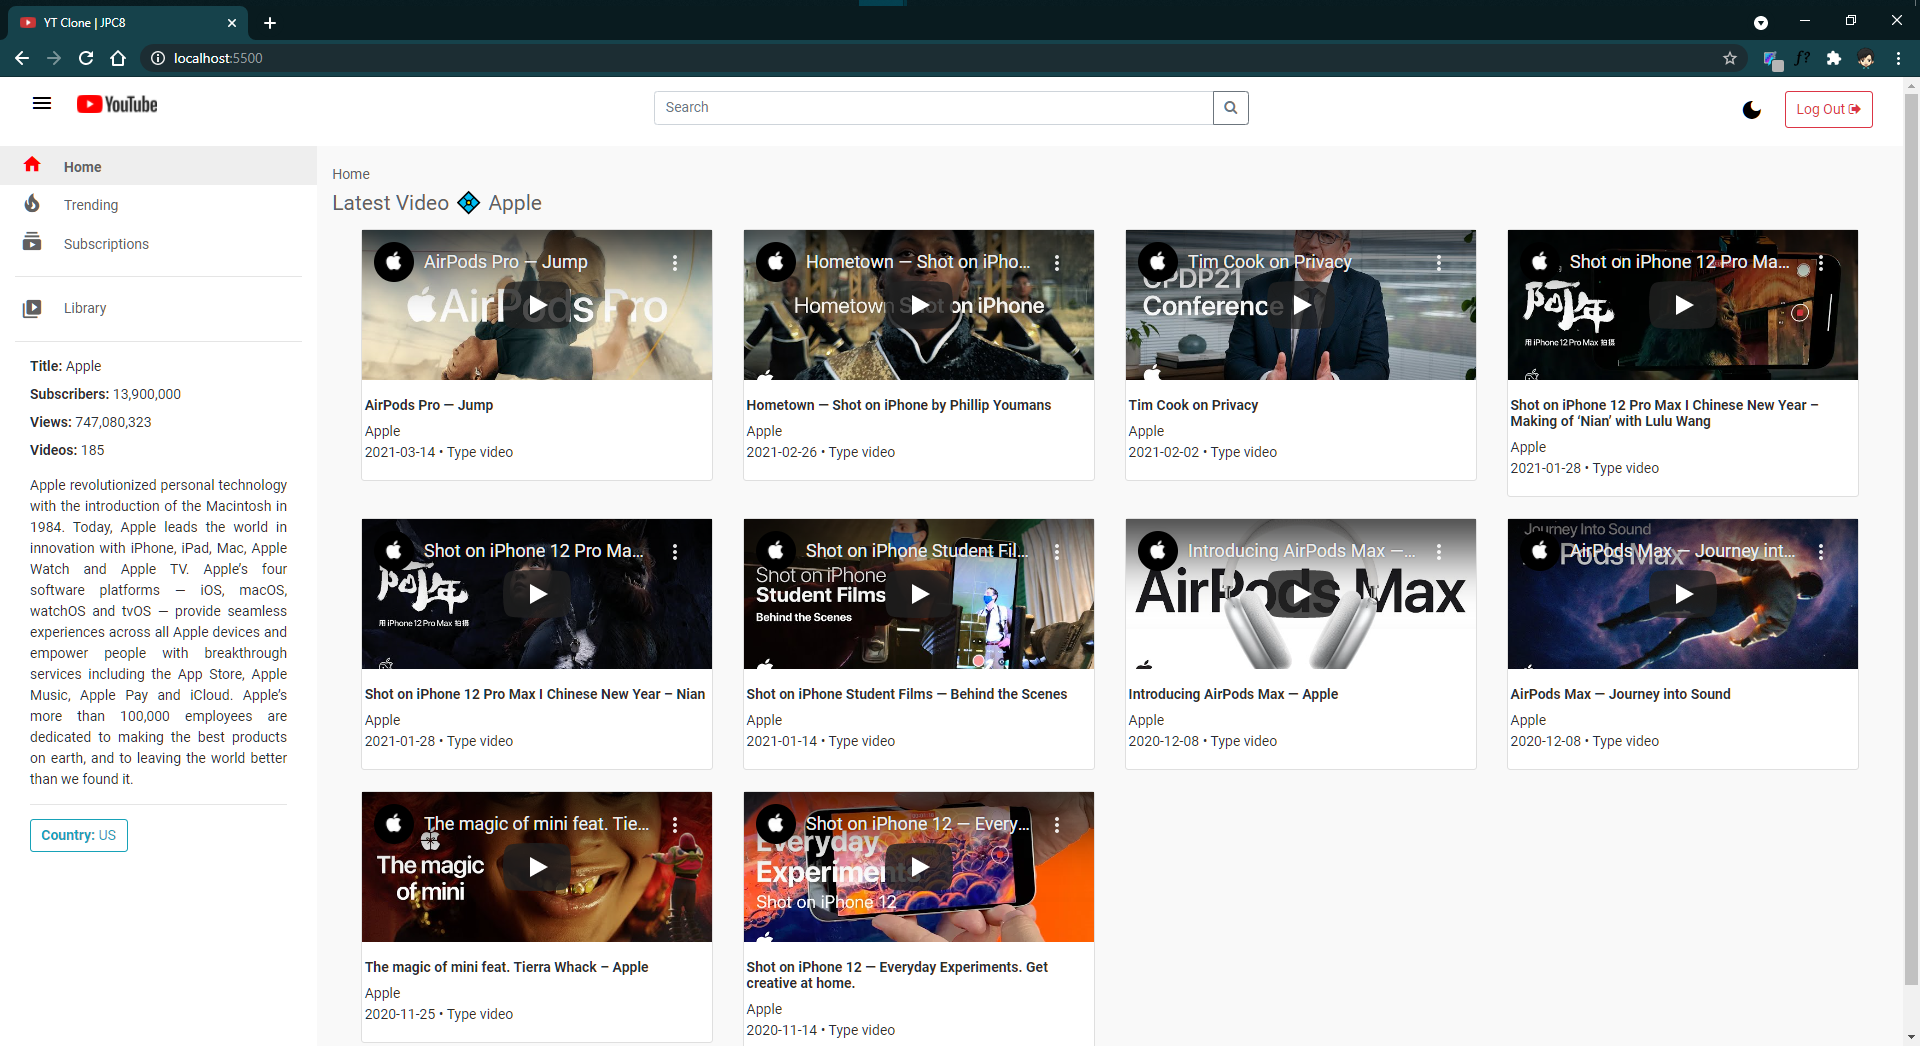 YT Clone | JPC8
localhost:5500
f?
YouTube
Search
Log Out
Home
Trending
Subscriptions
Library
Title: Apple
Subscribers: 13,900,000
Views: 747,080,323
Videos: 185
Apple revolutionized personal technology
with the introduction of the Macintosh in
1984. Today, Apple leads the world in
innovation with iPhone, iPad, Mac, Apple
Watch and Apple TV. Apple’s four
software platforms — iOS, macOS,
watchOS and tvOS — provide seamless
experiences across all Apple devices and
empower people with breakthrough
services including the App Store, Apple
Music, Apple Pay and iCloud. Apple’s
more than 100,000 employees are
dedicated to making the best products
on earth, and to leaving the world better
than we found it.
Country: US
Home
Latest Video Apple
AirPods Pro — Jump
AirPods Pro
AirPods Pro — Jump
Apple
2021-03-14 • Type video
Hometown — Shot on iPho...
Hometown Shot on iPhone
Hometown — Shot on iPhone by Phillip Youmans
Apple
2021-02-26 • Type video
Tim Cook on Privacy
CPDP21
Conference
Tim Cook on Privacy
Apple
2021-02-02 • Type video
Shot on iPhone 12 Pro Ma...
阿年
用 iPhone 12 Pro Max 拍摄
Shot on iPhone 12 Pro Max I Chinese New Year –
Making of ‘Nian’ with Lulu Wang
Apple
2021-01-28 • Type video
Shot on iPhone 12 Pro Ma...
阿年
用 iPhone 12 Pro Max 拍摄
Shot on iPhone 12 Pro Max I Chinese New Year – Nian
Apple
2021-01-28 • Type video
Shot on iPhone Student Fil...
Shot on iPhone
Student Films
Behind the Scenes
Shot on iPhone Student Films — Behind the Scenes
Apple
2021-01-14 • Type video
Introducing AirPods Max —...
AirPods Max
Introducing AirPods Max — Apple
Apple
2020-12-08 • Type video
Journey Into Sound
AirPods Max — Journey int...
Pods Max
AirPods Max — Journey into Sound
Apple
2020-12-08 • Type video
The magic of mini feat. Tie...
The magic
of mini
The magic of mini feat. Tierra Whack – Apple
Apple
2020-11-25 • Type video
Shot on iPhone 12 — Every...
Everyday
Experiments
Shot on iPhone 12
Shot on iPhone 12 — Everyday Experiments. Get
creative at home.
Apple
2020-11-14 • Type video